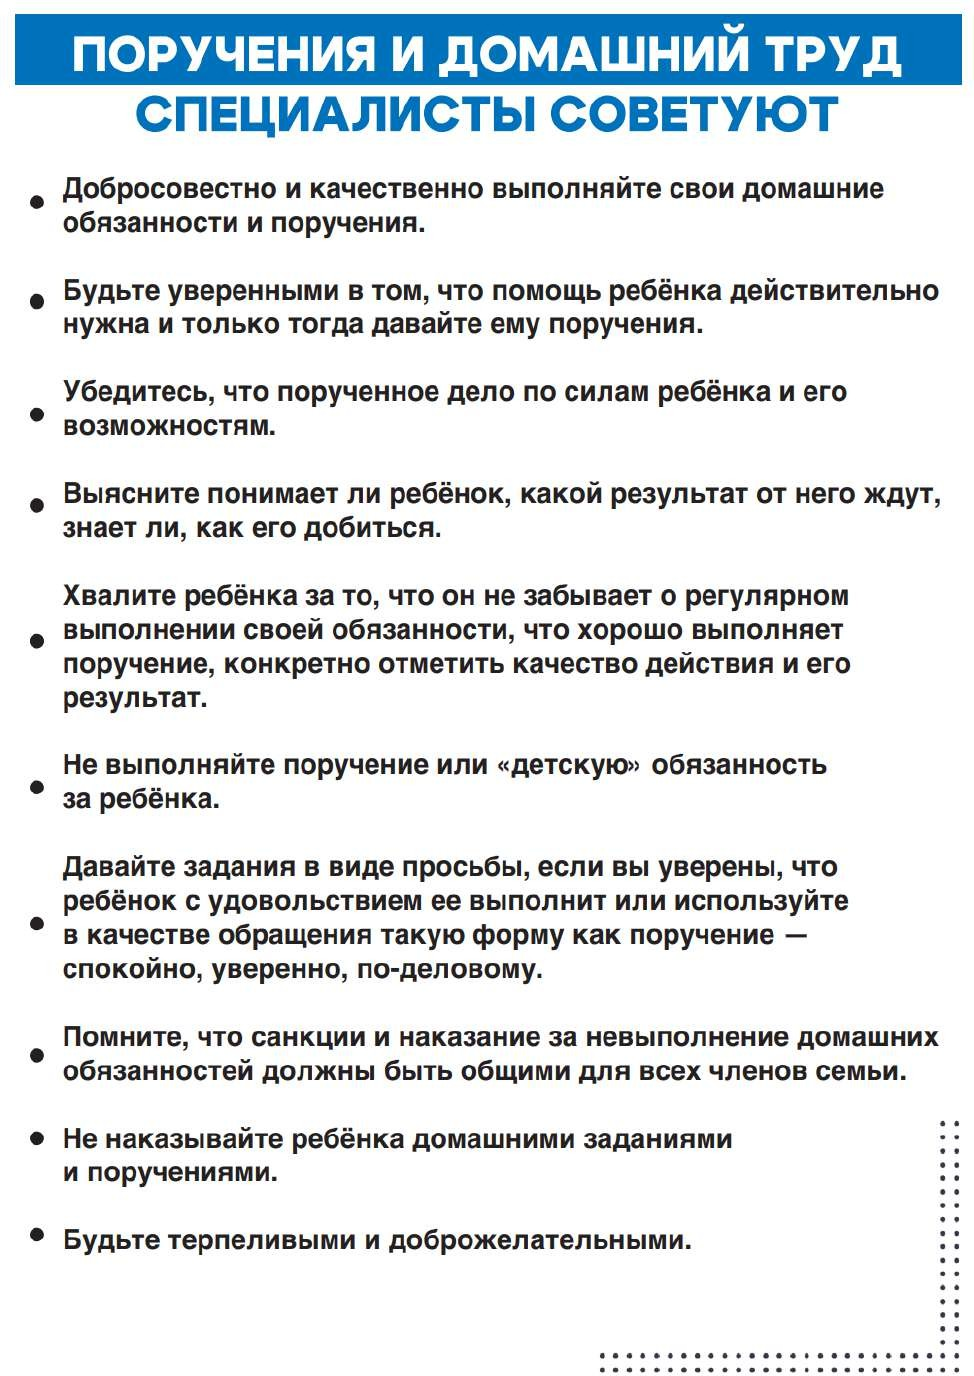 ПОРУЧЕНИЯ И ДОМАШНИЙ ТРУД
СПЕЦИАЛИСТЫ СОВЕТУЮТ
• Добросовестно и качественно выполняйте свои домашние
обязанности и поручения.
• Будьте уверенными в том, что помощь ребёнка действительно
нужна и только тогда давайте ему поручения.
• Убедитесь, что порученное дело по силам ребёнка и его
возможностям.
• Выясните понимает ли ребёнок, какой результат от него ждут,
знает ли, как его добиться.
• Хвалите ребёнка за то, что он не забывает о регулярном
выполнении своей обязанности, что хорошо выполняет
поручение, конкретно отметить качество действия и его
результат.
• Не выполняйте поручение или «детскую» обязанность
за ребёнка.
• Давайте задания в виде просьбы, если вы уверены, что
ребёнок с удовольствием ее выполнит или используйте
в качестве обращения такую форму как поручение —
спокойно, уверенно, по-деловому.
• Помните, что санкции и наказание за невыполнение домашних
обязанностей должны быть общими для всех членов семьи.
• Не наказывайте ребёнка домашними заданиями
и поручениями.
• Будьте терпеливыми и доброжелательными.